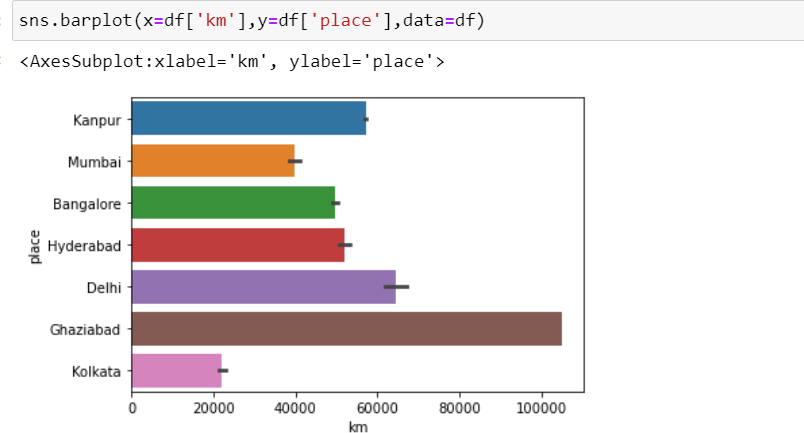 sns.barplot(x=df['km'],y=df['place'],data=df)
<AxesSubplot:xlabel='km', ylabel='place'>
Kanpur
Mumbai
Bangalore
Hyderabad
Delhi
Ghaziabad
Kolkata
place
0 20000 40000 60000 80000 100000
km